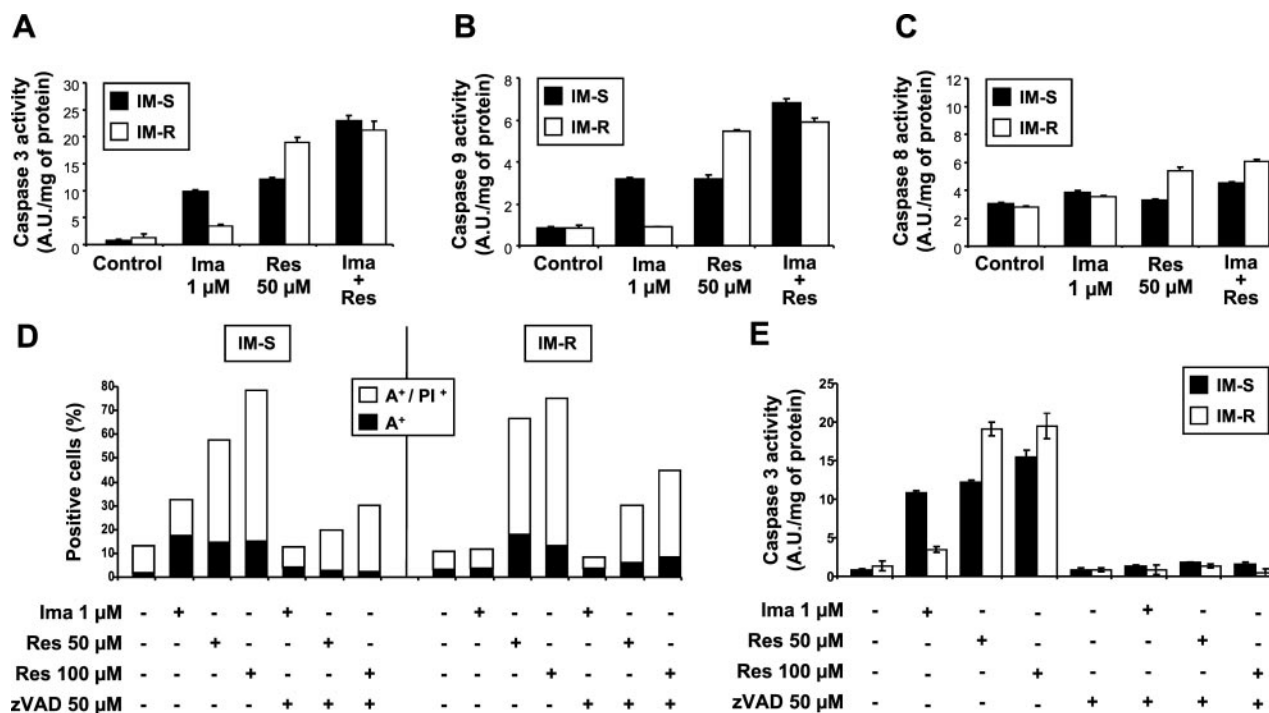 A
Caspase 3 activity
(A.U./mg of protein)
30
25
20
15
10
5
0
IM-S
IM-R
Control
Ima
1 µM
Res
50 µM
Ima
+
Res
B
Caspase 9 activity
(A.U./mg of protein)
8
6
4
2
0
IM-S
IM-R
Control
Ima
1 µM
Res
50 µM
Ima
+
Res
C
Caspase 8 activity
(A.U./mg of protein)
12
10
8
6
4
2
0
IM-S
IM-R
Control
Ima
1 µM
Res
50 µM
Ima
+
Res
D
IM-S
IM-R
A+ / PI +
A+
Positive cells (%)
80
70
60
50
40
30
20
10
0
Ima 1 µM - + - - + - - - + - - + - -
Res 50 µM - - + - - + - - - + - - + -
Res 100 µM - - - + - - + - - - + - - +
zVAD 50 µM - - - - + + + - - - - + + +
E
IM-S
IM-R
Caspase 3 activity
(A.U./mg of protein)
25
20
15
10
5
0
Ima 1 µM - + - - - + - -
Res 50 µM - - + - - - + -
Res 100 µM - - - + - - - +
zVAD 50 µM - - - - + + + +